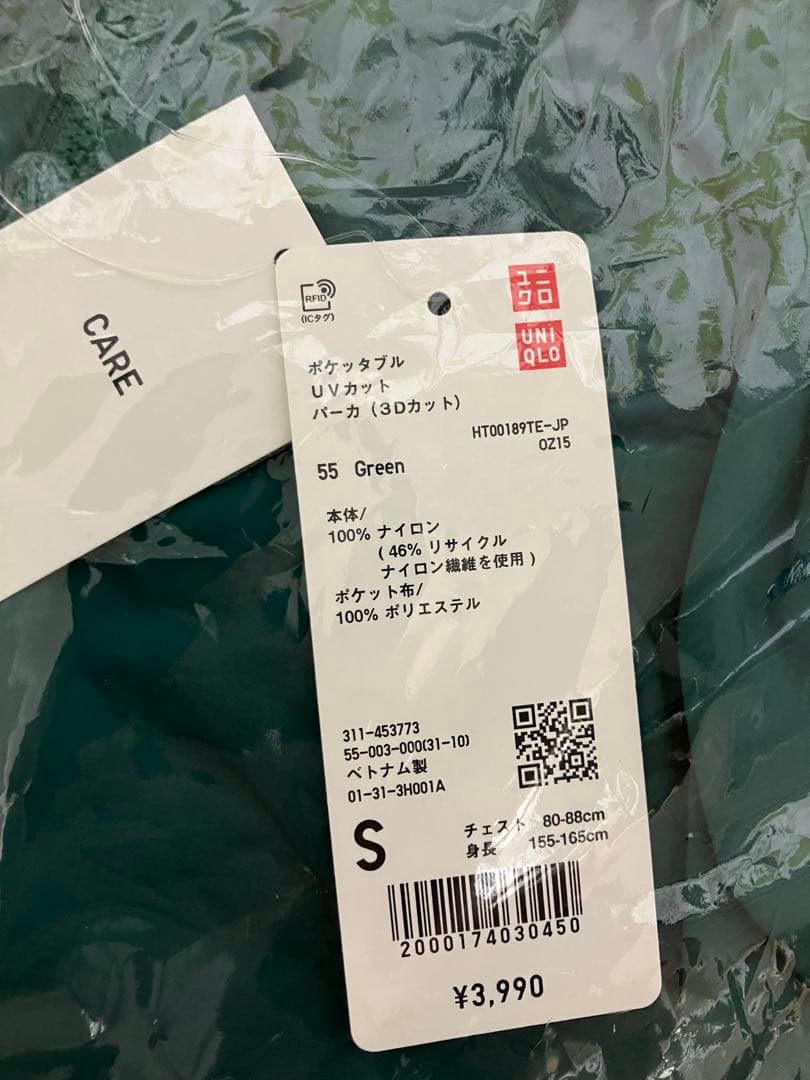 CARE
RFID
(ICタグ)
ユニ
クロ
UNI
QLO
ポケッタブル
UVカット
パーカ（3Dカット）
HT00189TE-JP
OZ15
55 Green
本体/
100% ナイロン
( 46% リサイクル
ナイロン繊維を使用 )
ポケット布/
100% ポリエステル
311-453773
55-003-000(31-10)
ベトナム製
01-31-3H001A
S
チェスト 80-88cm
身長 155-165cm
2000174030450
¥3,990